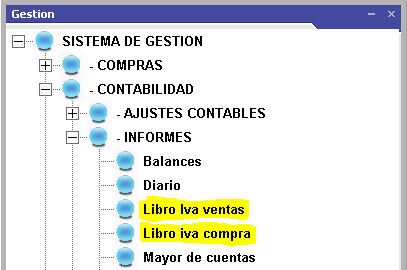 Gestion
SISTEMA DE GESTION
- COMPRAS
- CONTABILIDAD
- AJUSTES CONTABLES
- INFORMES
Balances
Diario
Libro Iva ventas
Libro iva compra
Mayor de cuentas